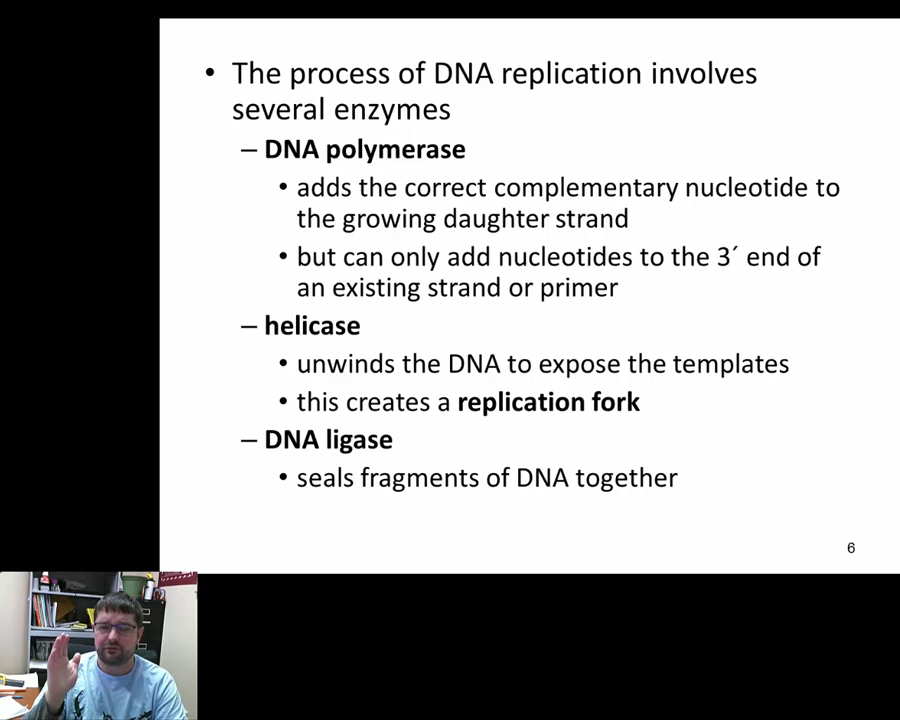 • The process of DNA replication involves
several enzymes
– DNA polymerase
• adds the correct complementary nucleotide to
the growing daughter strand
• but can only add nucleotides to the 3´ end of
an existing strand or primer
– helicase
• unwinds the DNA to expose the templates
• this creates a replication fork
– DNA ligase
• seals fragments of DNA together
6